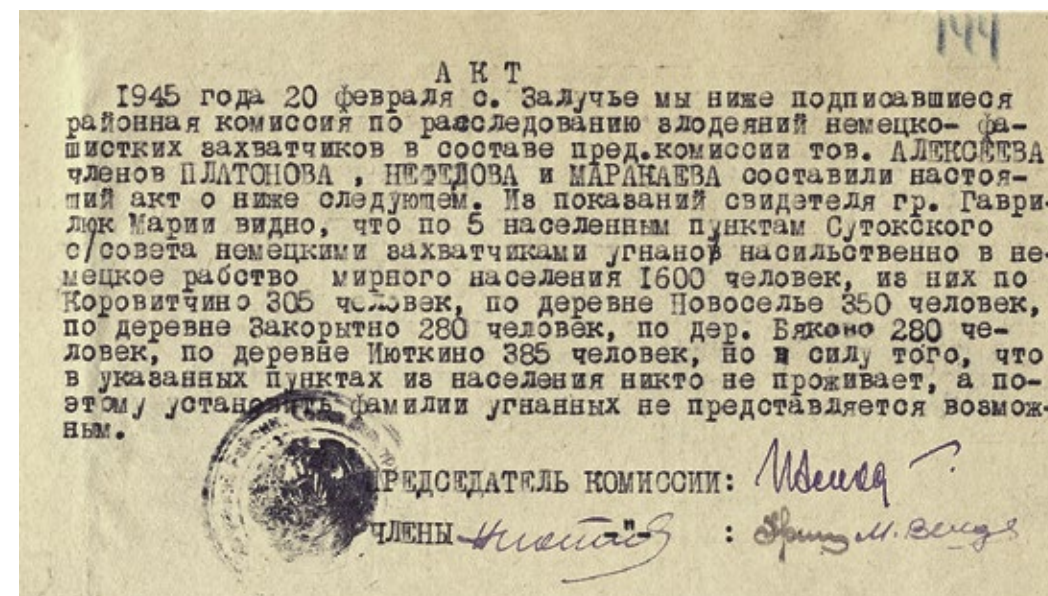 144
АКТ
1945 года 20 февраля с. Залучье мы ниже подписавшиеся
районная комиссия по расследованию злодеяний немецко- фа-
шистких захватчиков в составе пред.комиссии тов. АЛЕКСЕЕВА
членов ПЛАТОНОВА , НЕФЕДОВА и МАРАКАЕВА составили настоя-
щий акт о ниже следующем. Из показаний свидетеля гр. Гаври-
люк Марии видно, что по 5 населенным пунктам Сутокского
с/совета немецкими захватчиками угнано насильственно в не-
мецкое рабство мирного населения 1600 человек, из них по
Коровитчино 305 человек, по деревне Новоселье 350 человек,
по деревне Закорытно 280 человек, по дер. Бяково 280 че-
ловек, по деревне Июткино 385 человек, но в силу того, что
в указанных пунктах из населения никто не проживает, а по-
этому установить фамилии угнанных не представляется возмож-
ным.
ПРЕДСЕДАТЕЛЬ КОМИССИИ:
ЧЛЕНЫ -"- :